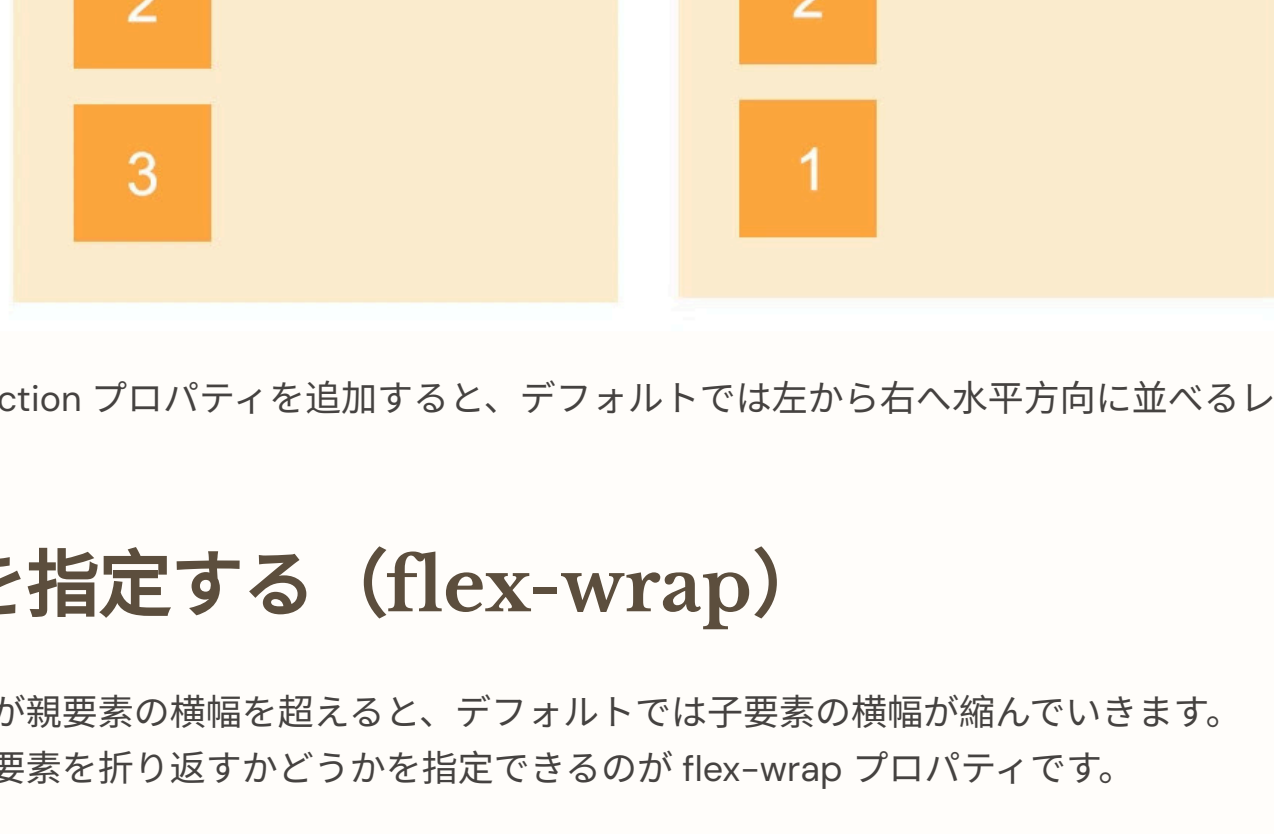 2
2
3
1
ction プロパティを追加すると、デフォルトでは左から右へ水平方向に並べるレ
を指定する（flex-wrap）
が親要素の横幅を超えると、デフォルトでは子要素の横幅が縮んでいきます。
要素を折り返すかどうかを指定できるのが flex-wrap プロパティです。